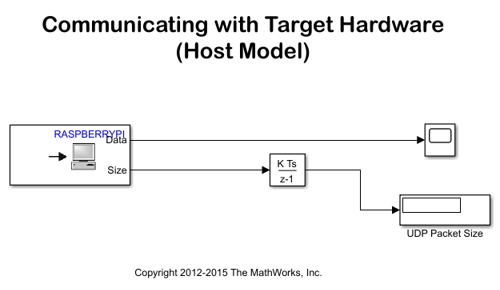 Communicating with Target Hardware
(Host Model)
RASPBERRYPI
Data
Size
K Ts
z-1
UDP Packet Size
Copyright 2012-2015 The MathWorks, Inc.